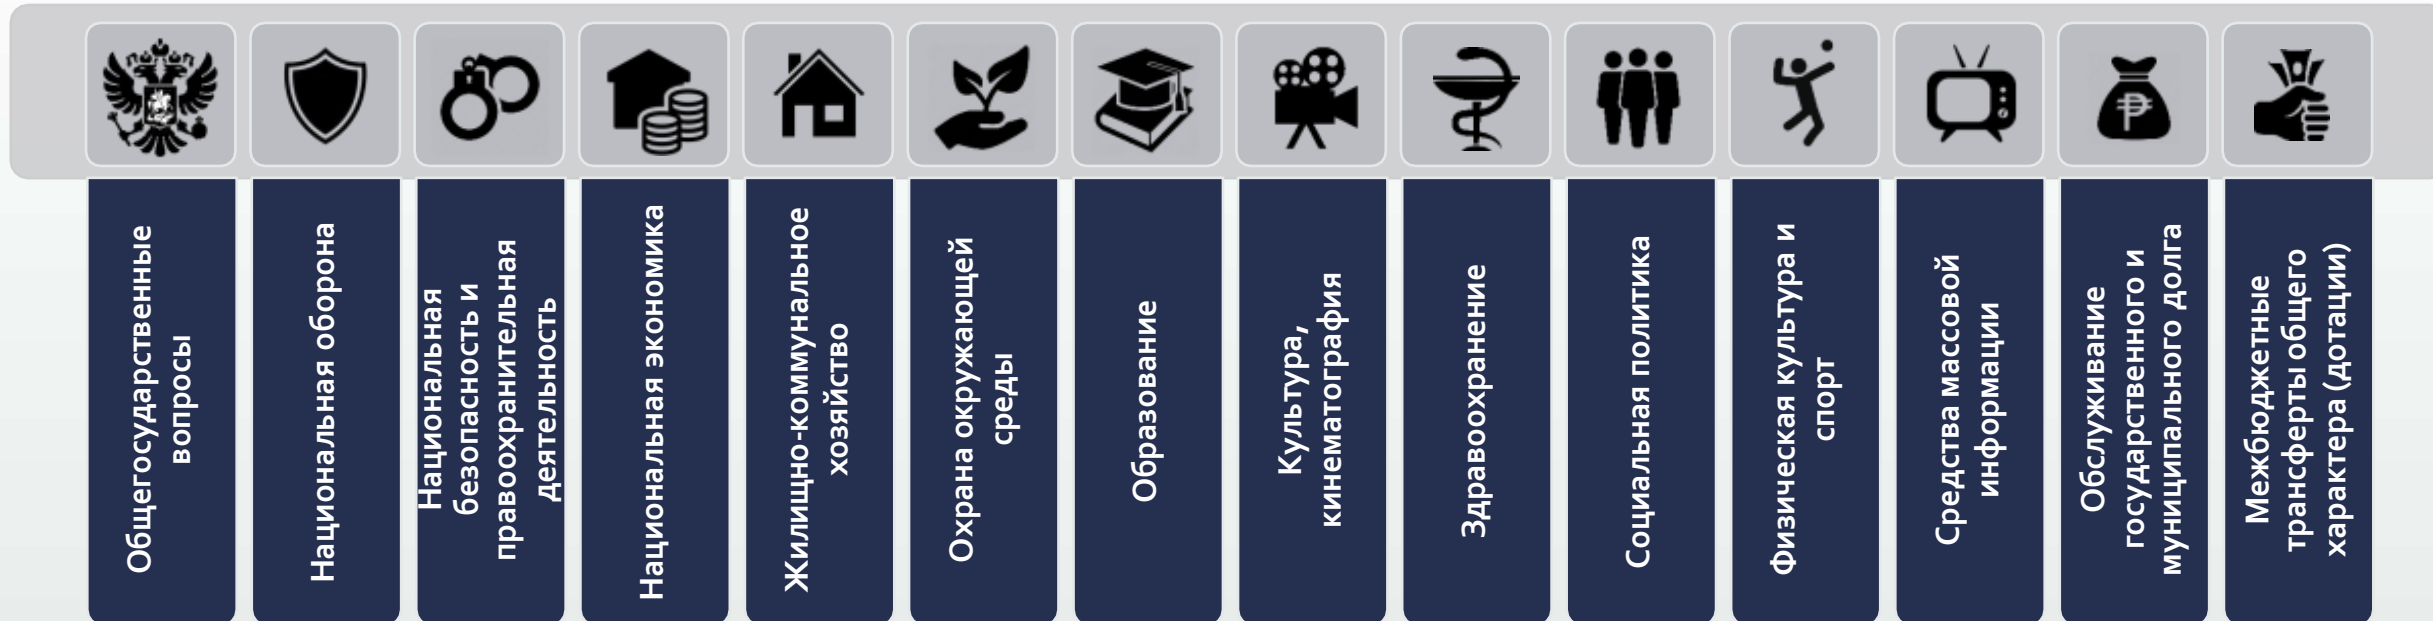 Общегосударственные
вопросы
Национальная оборона
Национальная
безопасность и
правоохранительная
деятельность
Национальная экономика
Жилищно-коммунальное
хозяйство
Охрана окружающей
среды
Образование
Культура,
кинематография
Здравоохранение
Социальная политика
Физическая культура и
спорт
Средства массовой
информации
Обслуживание
государственного и
муниципального долга
Межбюджетные
трансферты общего
характера (дотации)